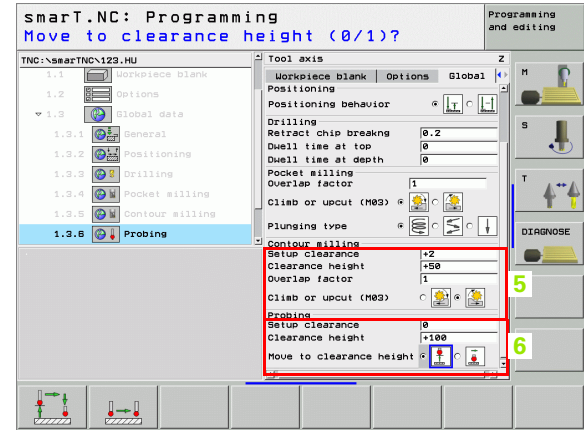 smarT.NC: Programming
Programming
and editing
Move to clearance height (0/1)?
TNC:\smarTNC\123.HU
1.1 Workpiece blank
1.2 Options
1.3 Global data
1.3.1 General
1.3.2 Positioning
1.3.3 Drilling
1.3.4 Pocket milling
1.3.5 Contour milling
1.3.6 Probing
Tool axis Z
Workpiece blank Options Global
Positioning
Positioning behavior
Drilling
Retract chip breakng 0.2
Dwell time at top 0
Dwell time at depth 0
Pocket milling
Overlap factor 1
Climb or upcut (M03)
Plunging type
Contour milling
Setup clearance +2
Clearance height +50
Overlap factor 1
Climb or upcut (M03)
Probing
Setup clearance 0
Clearance height +100
Move to clearance height
5
6
M
S
T
DIAGNOSE